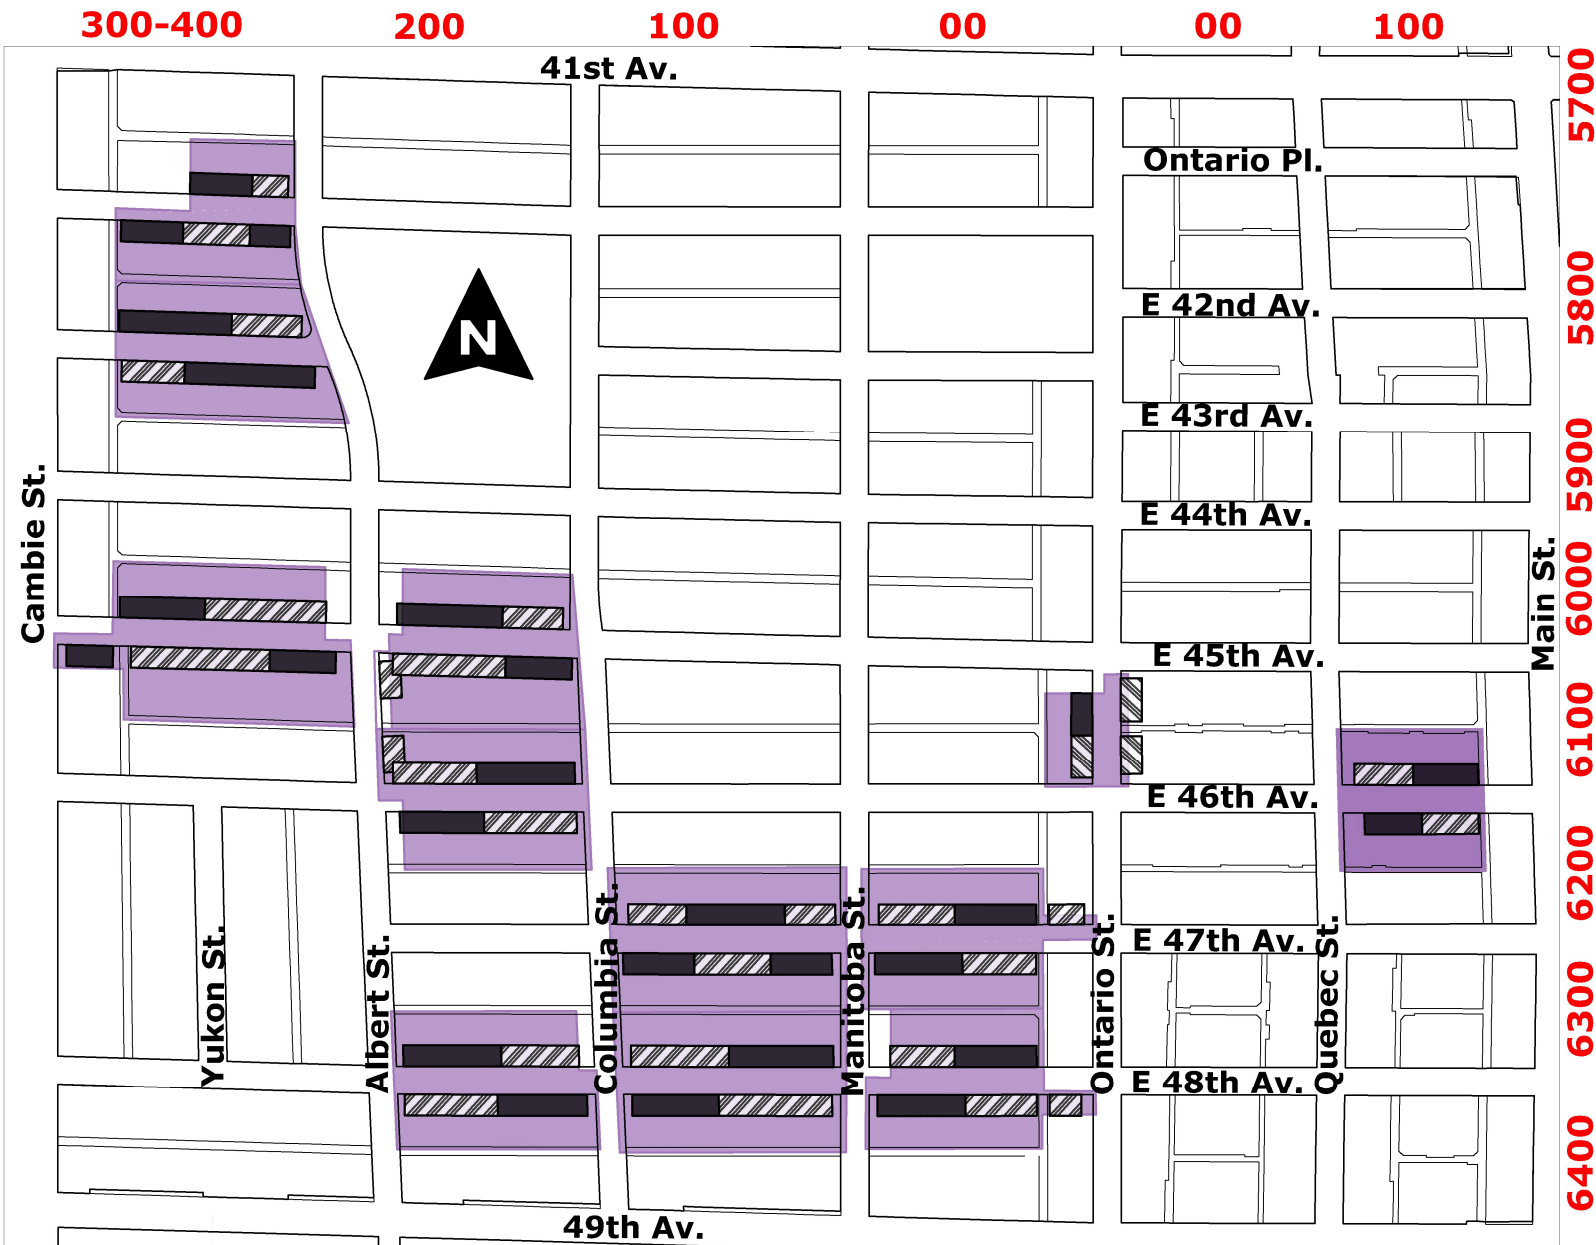 300-400 200 100 00 00 100
41st Av.
5700
Ontario Pl.
5800
E 42nd Av.
N
E 43rd Av.
5900
Cambie St.
E 44th Av.
6000
Main St.
E 45th Av.
6100
E 46th Av.
6200
Yukon St.
Albert St.
Columbia St.
Manitoba St.
Ontario St.
E 47th Av.
Quebec St.
6300
E 48th Av.
6400
49th Av.